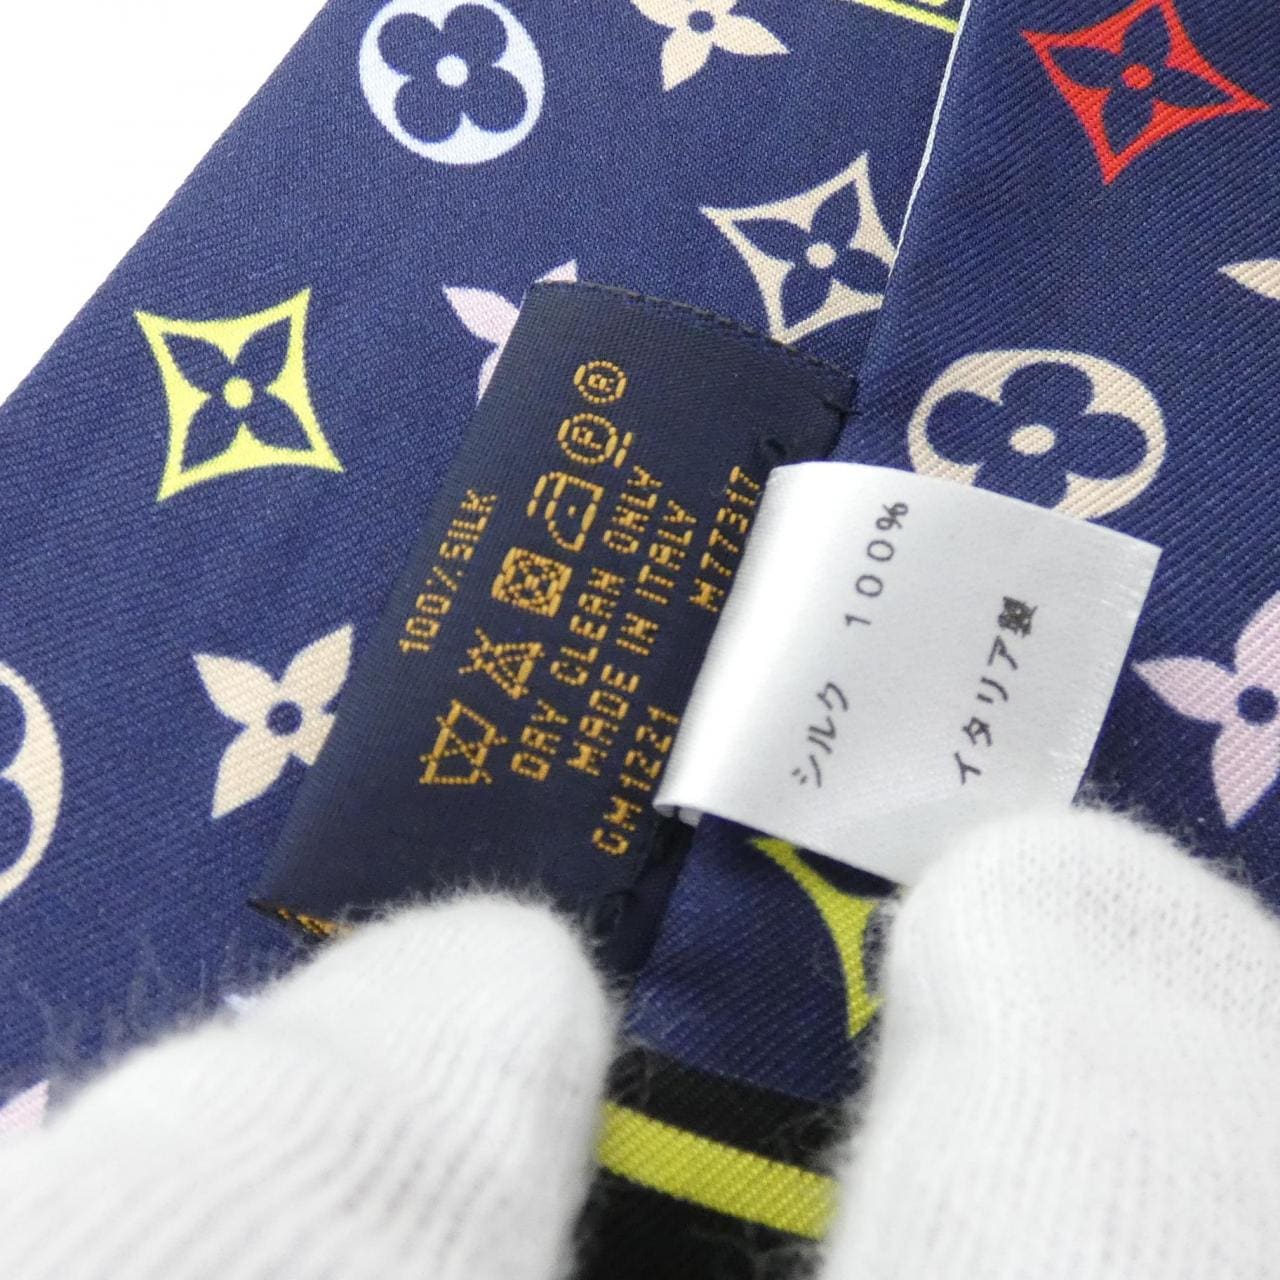 100% SILK
DRY CLEAN ONLY
MADE IN ITALY
GM1221 M77317
シルク 100%
イタリア製